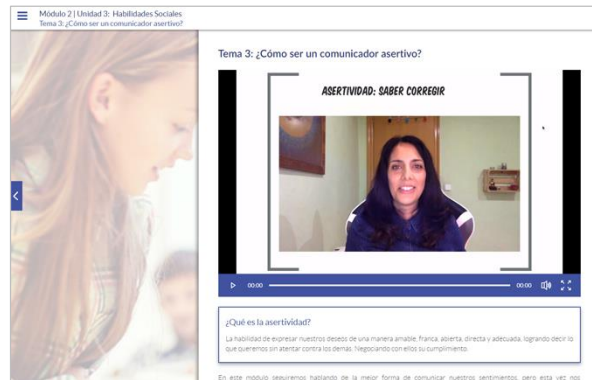 Módulo 2 | Unidad 3: Habilidades Sociales
Tema 3: ¿Cómo ser un comunicador asertivo?
Tema 3: ¿Cómo ser un comunicador asertivo?
ASERTIVIDAD: SABER CORREGIR
00:00
00:00
¿Qué es la asertividad?
La habilidad de expresar nuestros deseos de una manera amable, franca, abierta, directa y adecuada, logrando decir lo
que queremos sin atentar contra los demás. Negociando con ellos su cumplimiento.
En este módulo seguiremos hablando de la mejor forma de comunicar nuestros sentimientos, pero esta vez nos